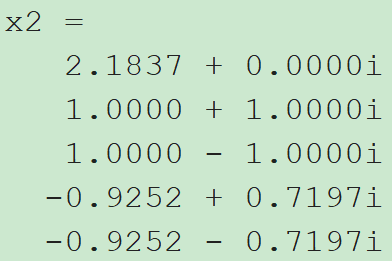 x2 =
2.1837 + 0.0000i
1.0000 + 1.0000i
1.0000 - 1.0000i
-0.9252 + 0.7197i
-0.9252 - 0.7197i